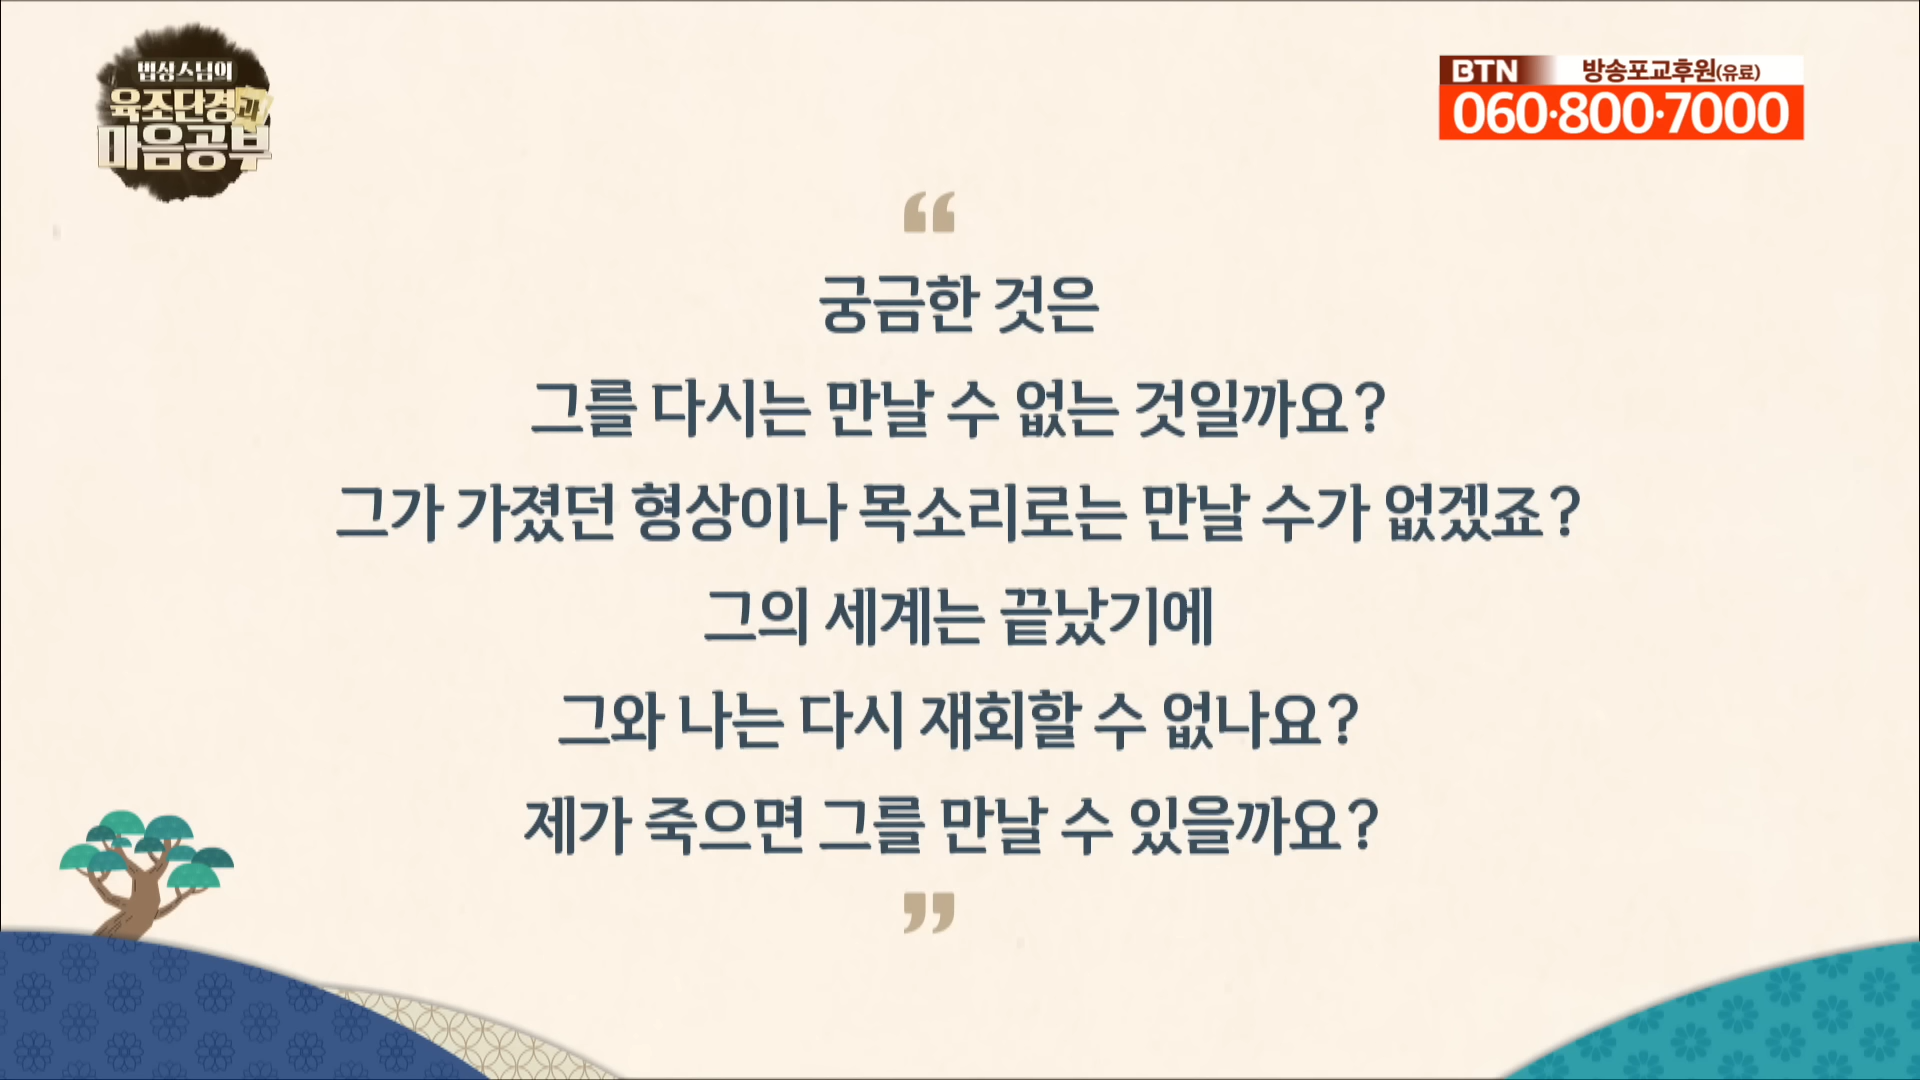 법상스님의
육조단경과
마음공부
BTN 방송포교후원(유료)
060·800·7000
“
궁금한 것은
그를 다시는 만날 수 없는 것일까요?
그가 가졌던 형상이나 목소리로는 만날 수가 없겠죠?
그의 세계는 끝났기에
그와 나는 다시 재회할 수 없나요?
제가 죽으면 그를 만날 수 있을까요?
”